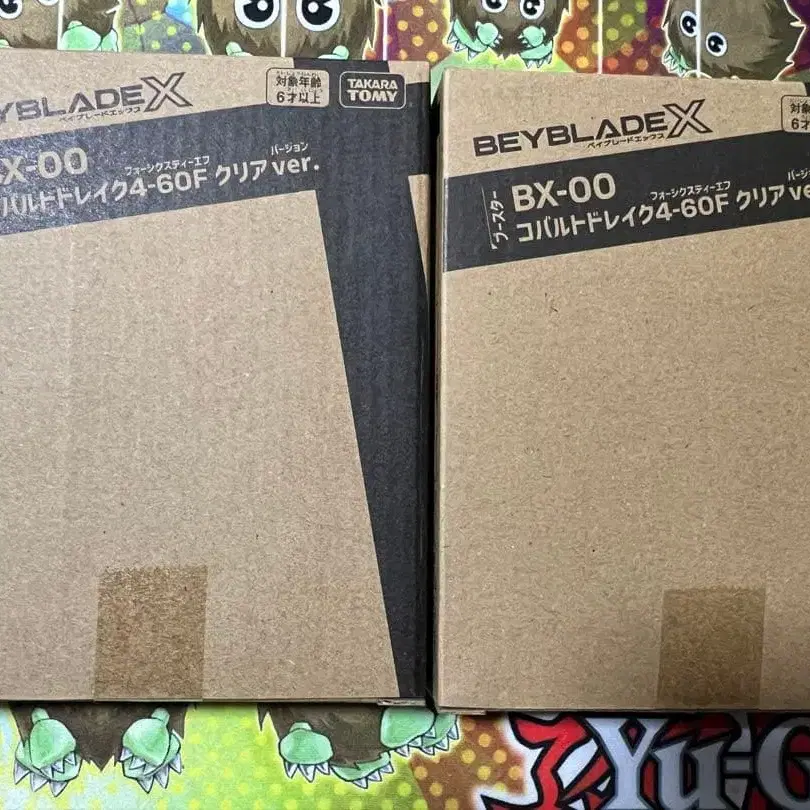 EYBLADE X
ベイブレードエックス
対象年齢
6才以上
TAKARA
TOMY
X-00
フォーシックスティーエフ
バージョン
バルトドレイク4-60F クリア ver.
BEYBLADE X
ベイブレードエックス
対象
6才
ブースター
BX-00
フォーシックスティーエフ
バージ
コバルトドレイク4-60F クリア ve
Yu-G